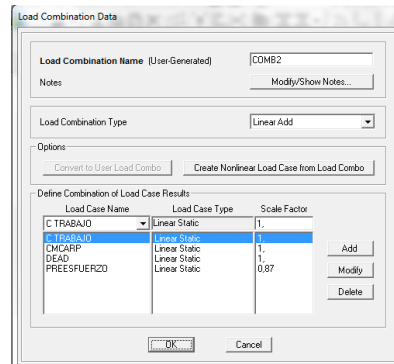 Load Combination Data
Load Combination Name (User-Generated) COMB2
Notes Modify/Show Notes...
Load Combination Type Linear Add
Options
Convert to User Load Combo Create Nonlinear Load Case from Load Combo
Define Combination of Load Case Results
Load Case Name Load Case Type Scale Factor
C TRABAJO Linear Static 1,
C TRABAJO Linear Static 1,
CMCARP Linear Static 1,
DEAD Linear Static 1,
PREESFUERZO Linear Static 0,87
Add
Modify
Delete
OK Cancel